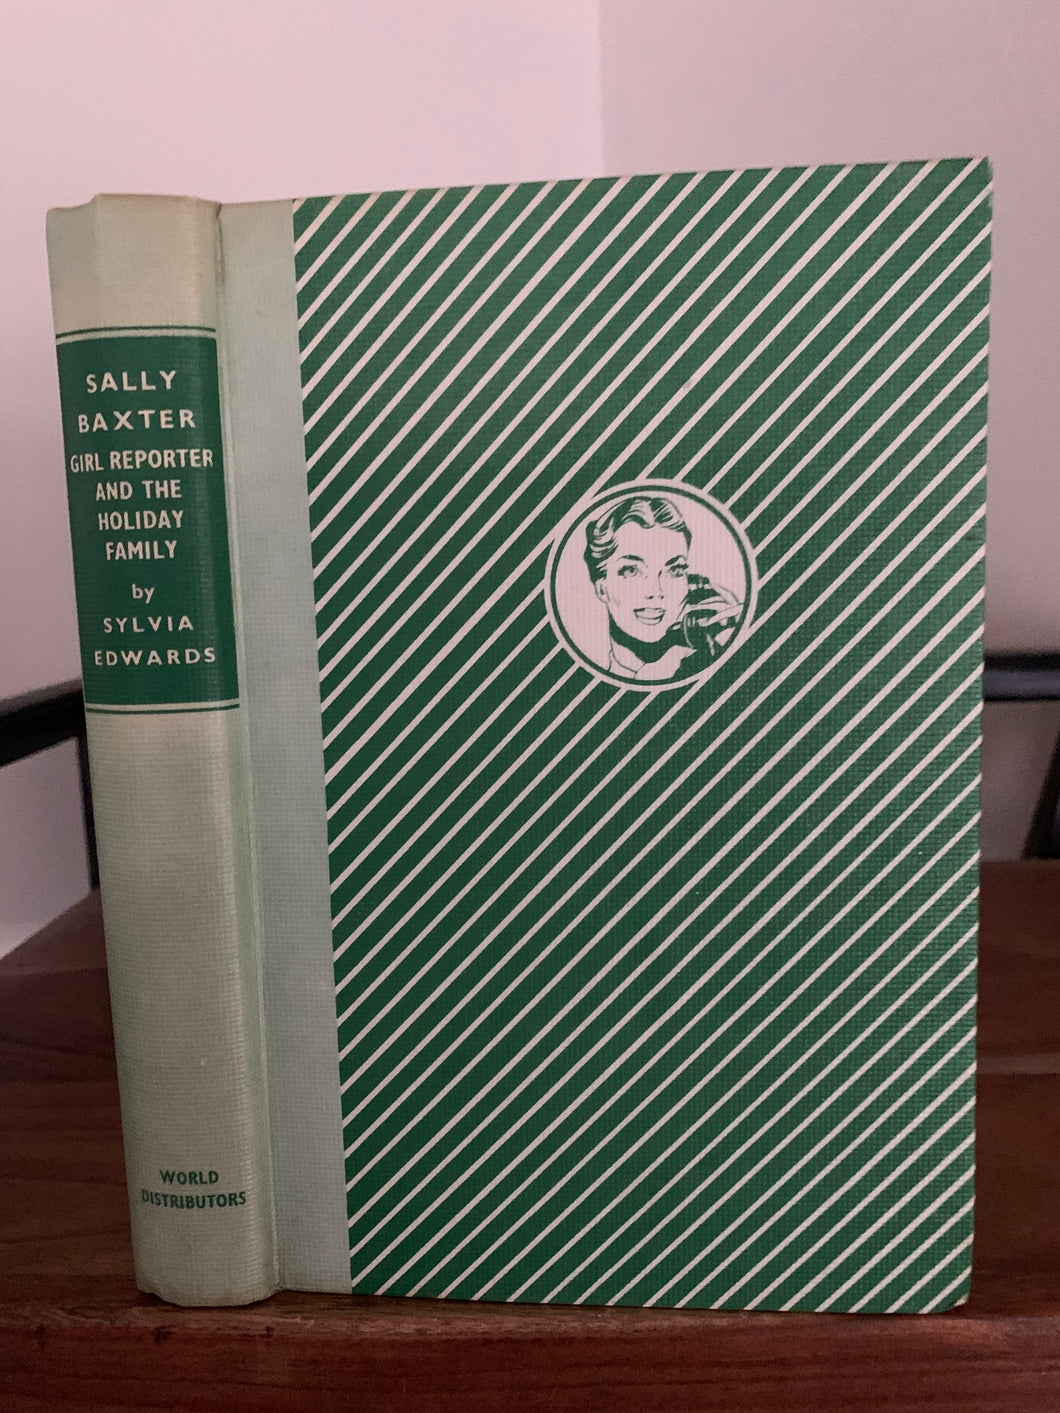 SALLY
BAXTER
GIRL REPORTER
AND THE
HOLIDAY
FAMILY
by
SYLVIA
EDWARDS
WORLD
DISTRIBUTORS